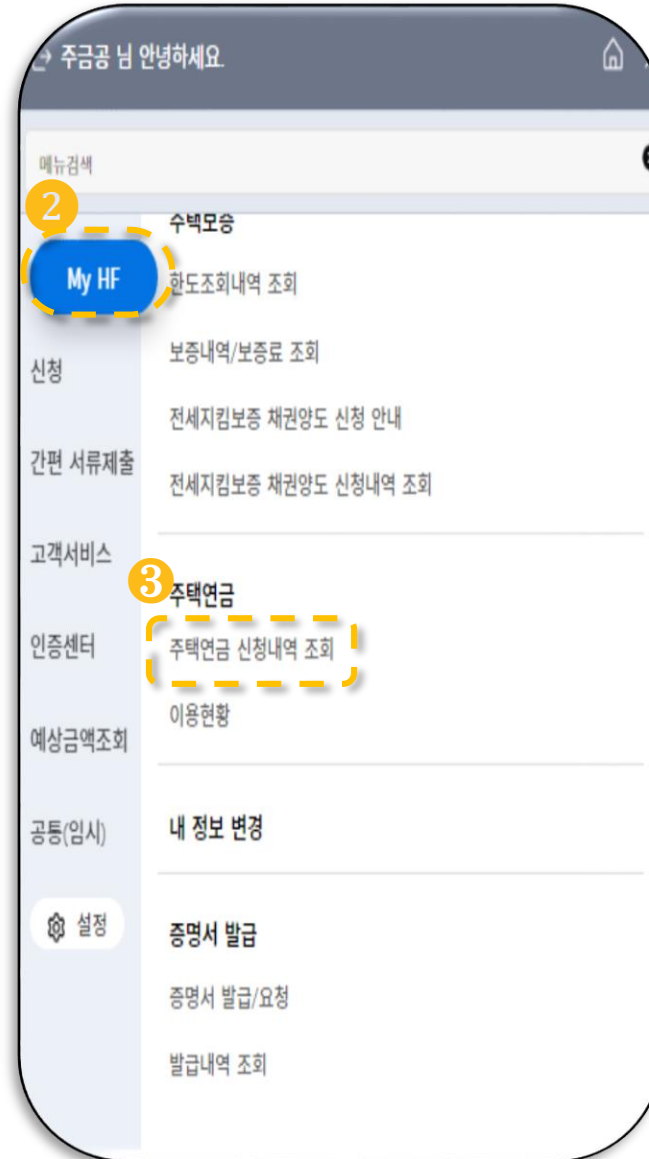 주금공 님 안녕하세요.
메뉴검색
2
My HF
신청
간편 서류제출
고객서비스
인증센터
예상금액조회
공통(임시)
설정
주택보증
한도조회내역 조회
보증내역/보증료 조회
전세지킴보증 채권양도 신청 안내
전세지킴보증 채권양도 신청내역 조회
3
주택연금
주택연금 신청내역 조회
이용현황
내 정보 변경
증명서 발급
증명서 발급/요청
발급내역 조회